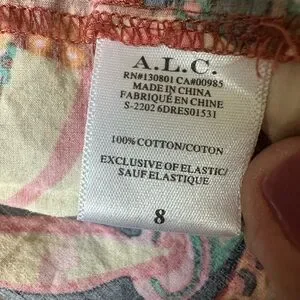 A.L.C.
RN#130801 CA#00985
MADE IN CHINA
FABRIQUÉ EN CHINE
S-2202 6DRES01531
100% COTTON/COTON
EXCLUSIVE OF ELASTIC/
SAUF ELASTIQUE
8